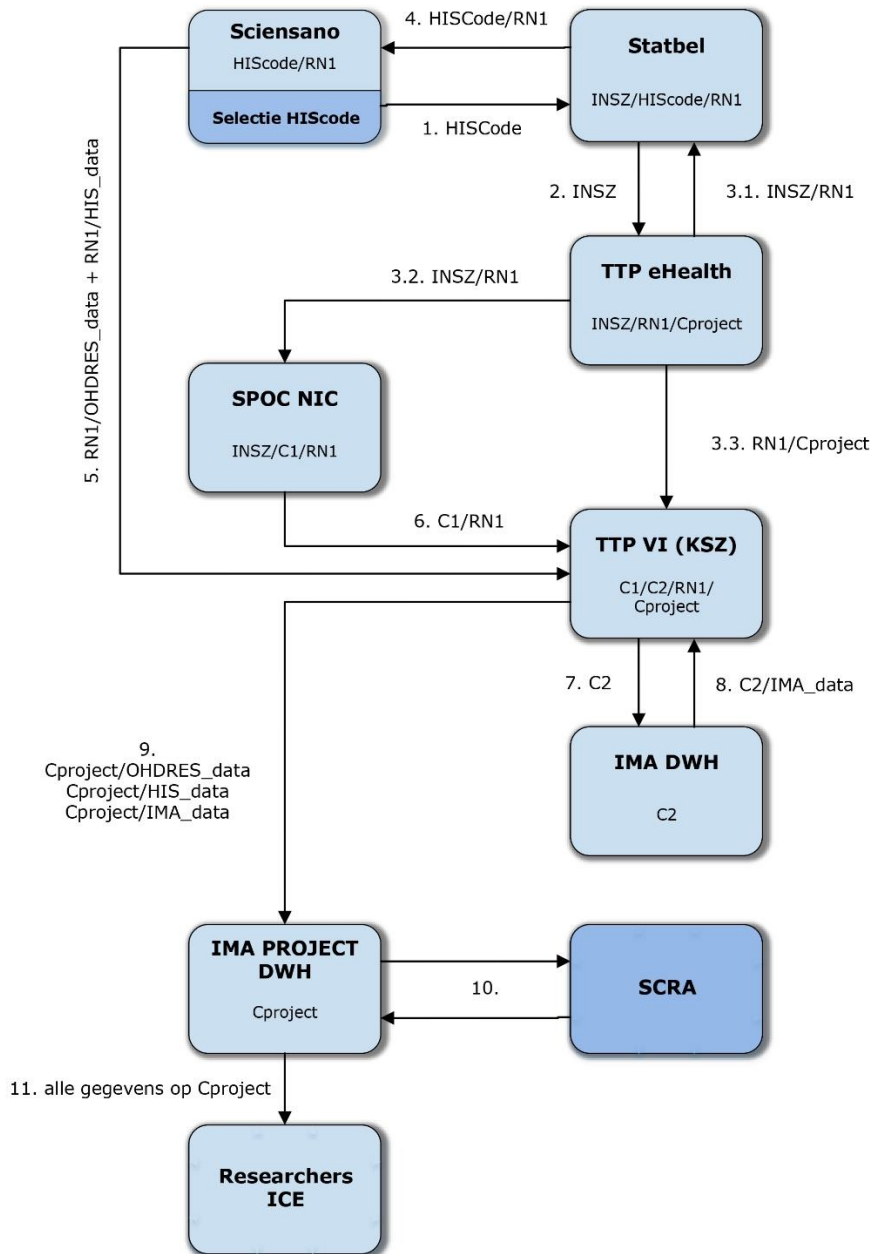 Sciensano
HIScode/RN1
Selectie HIScode
4. HISCode/RN1
1. HISCode
Statbel
INSZ/HIScode/RN1
2. INSZ
3.1. INSZ/RN1
5. RN1/OHDRES_data + RN1/HIS_data
3.2. INSZ/RN1
TTP eHealth
INSZ/RN1/Cproject
SPOC NIC
INSZ/C1/RN1
3.3. RN1/Cproject
6. C1/RN1
TTP VI (KSZ)
C1/C2/RN1/
Cproject
7. C2
8. C2/IMA_data
9.
Cproject/OHDRES_data
Cproject/HIS_data
Cproject/IMA_data
IMA DWH
C2
IMA PROJECT
DWH
Cproject
10.
SCRA
11. alle gegevens op Cproject
Researchers
ICE